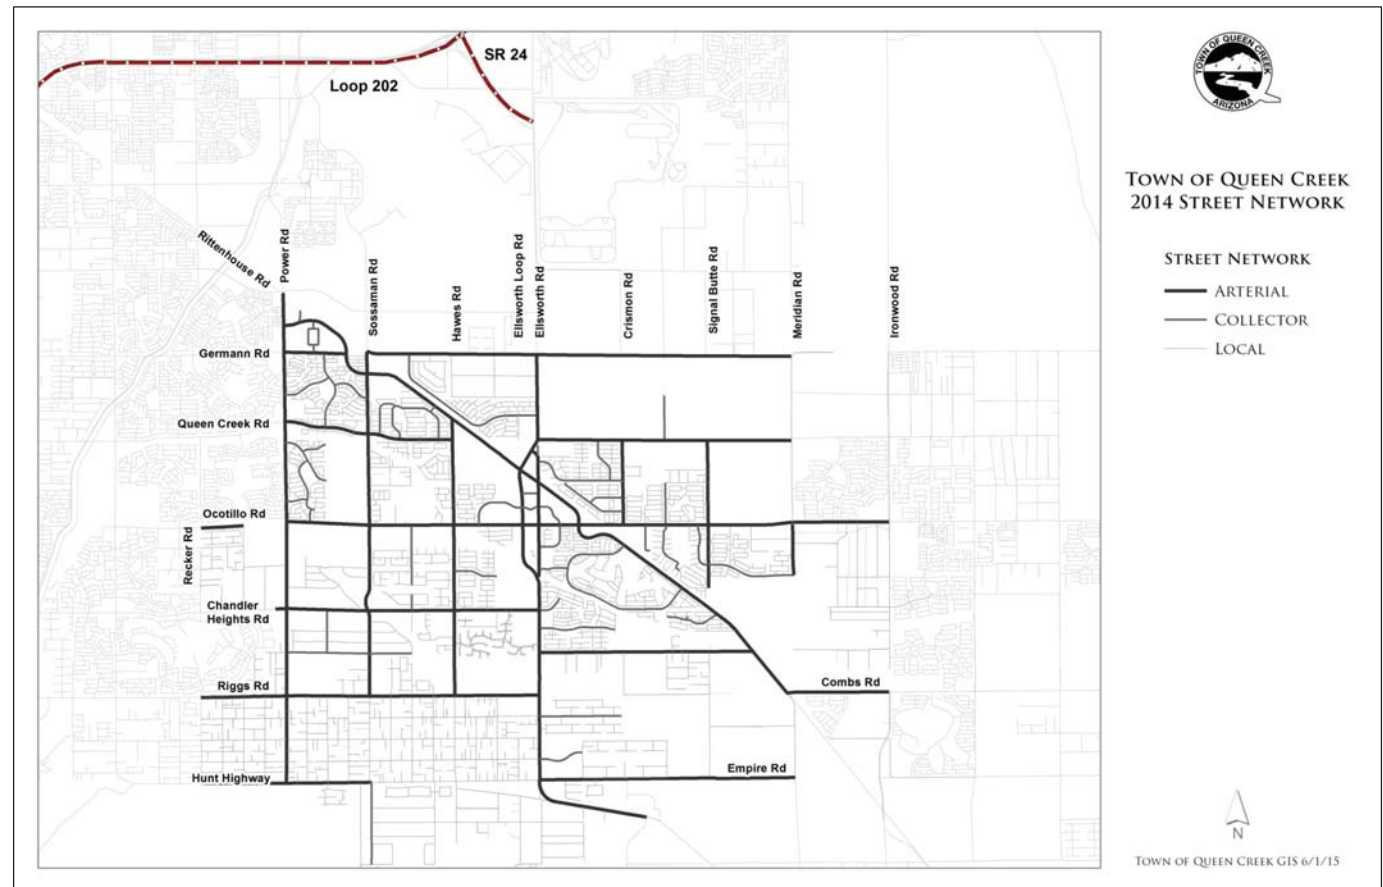 SR 24
Loop 202
TOWN OF QUEEN CREEK
ARIZONA
TOWN OF QUEEN CREEK
2014 STREET NETWORK
STREET NETWORK
ARTERIAL
COLLECTOR
LOCAL
Rittenhouse Rd
Power Rd
Sossaman Rd
Hawes Rd
Ellsworth Loop Rd
Ellsworth Rd
Crismon Rd
Signal Butte Rd
Meridian Rd
Ironwood Rd
Germann Rd
Queen Creek Rd
Ocotillo Rd
Recker Rd
Chandler
Heights Rd
Riggs Rd
Combs Rd
Hunt Highway
Empire Rd
N
TOWN OF QUEEN CREEK GIS 6/1/15